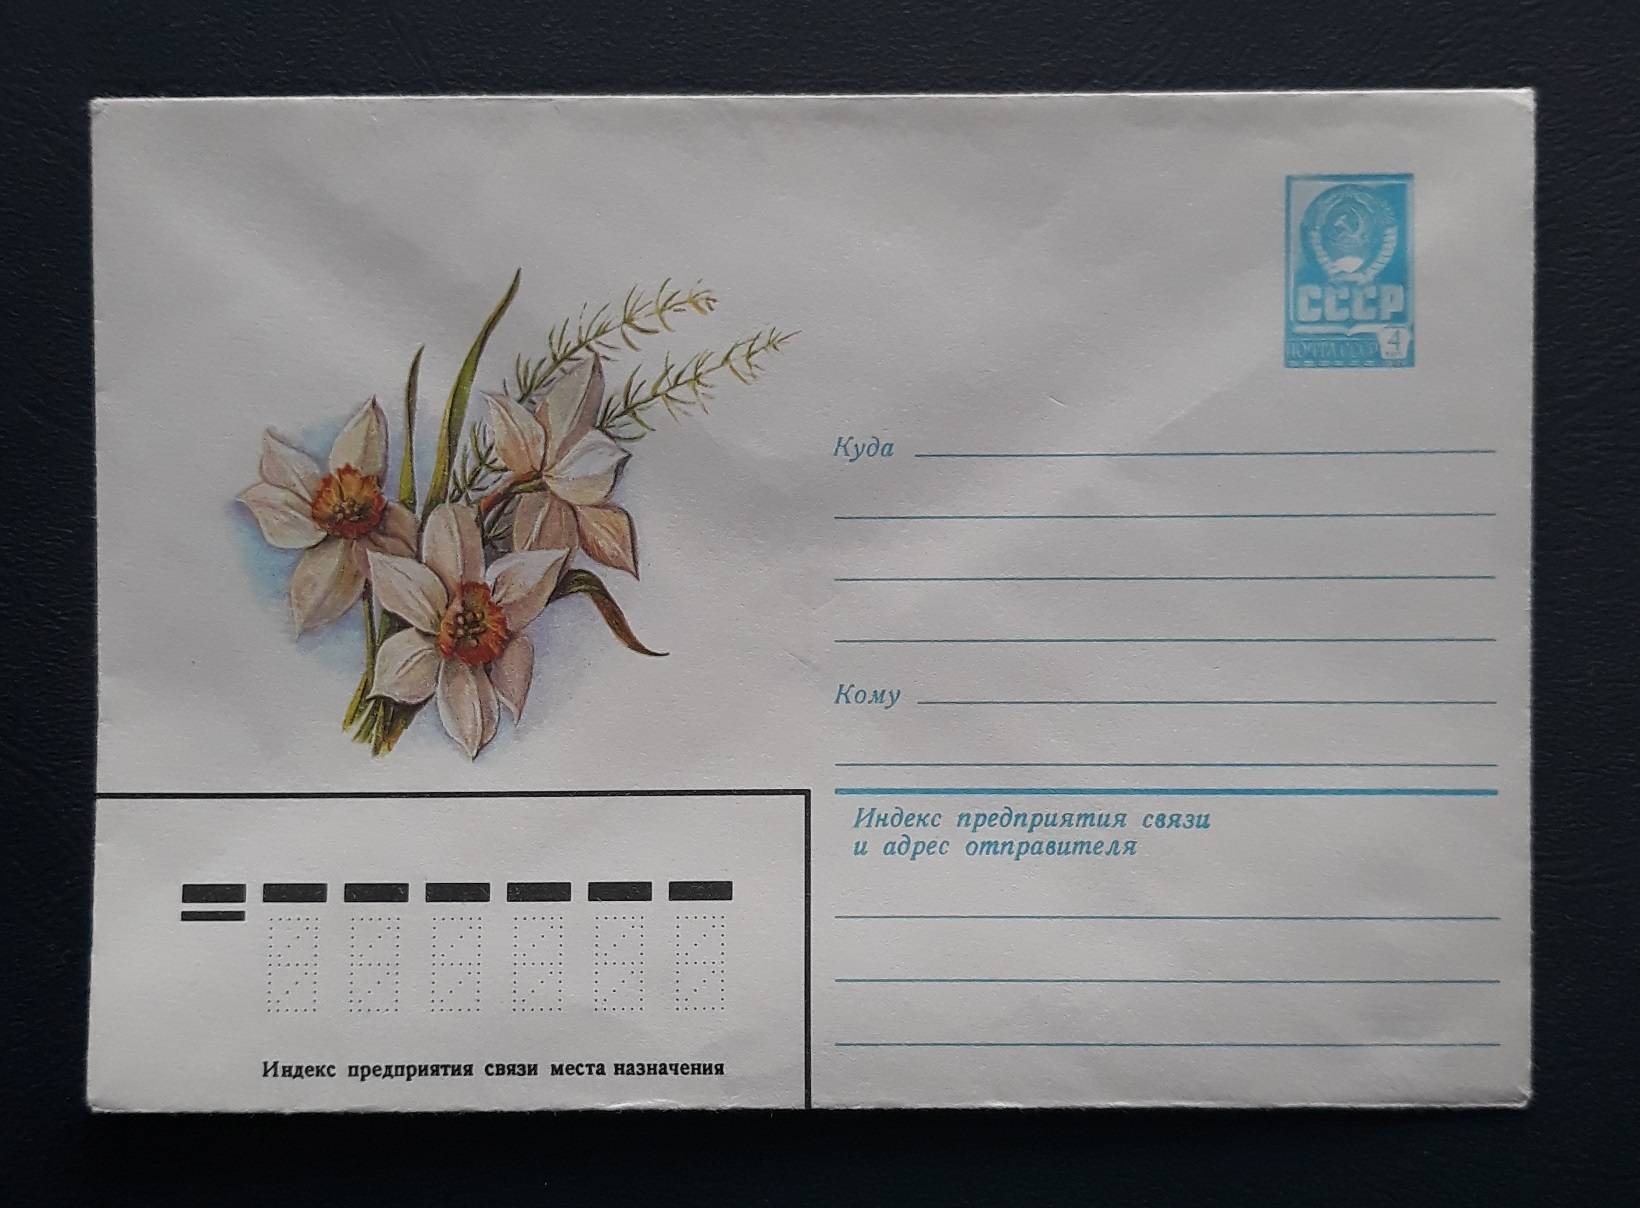 СССР
ПОЧТА СССР 4
Куда
Кому
Индекс предприятия связи
и адрес отправителя
Индекс предприятия связи места назначения